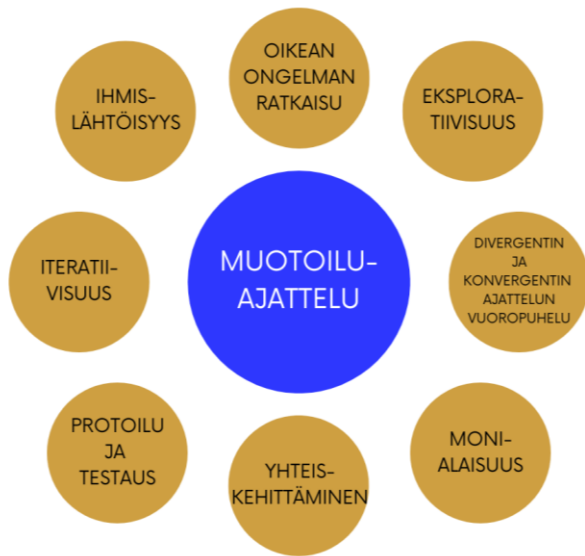 OIKEAN
ONGELMAN
RATKAISU
IHMIS-
LÄHTÖISYYS
EKSPLORA-
TIIVISUUS
ITERATII-
VISUUS
MUOTOILU-
AJATTELU
DIVERGENTIN
JA
KONVERGENTIN
AJATTELUN
VUOROPUHELU
PROTOILU
JA
TESTAUS
YHTEIS-
KEHITTÄMINEN
MONI-
ALAISUUS